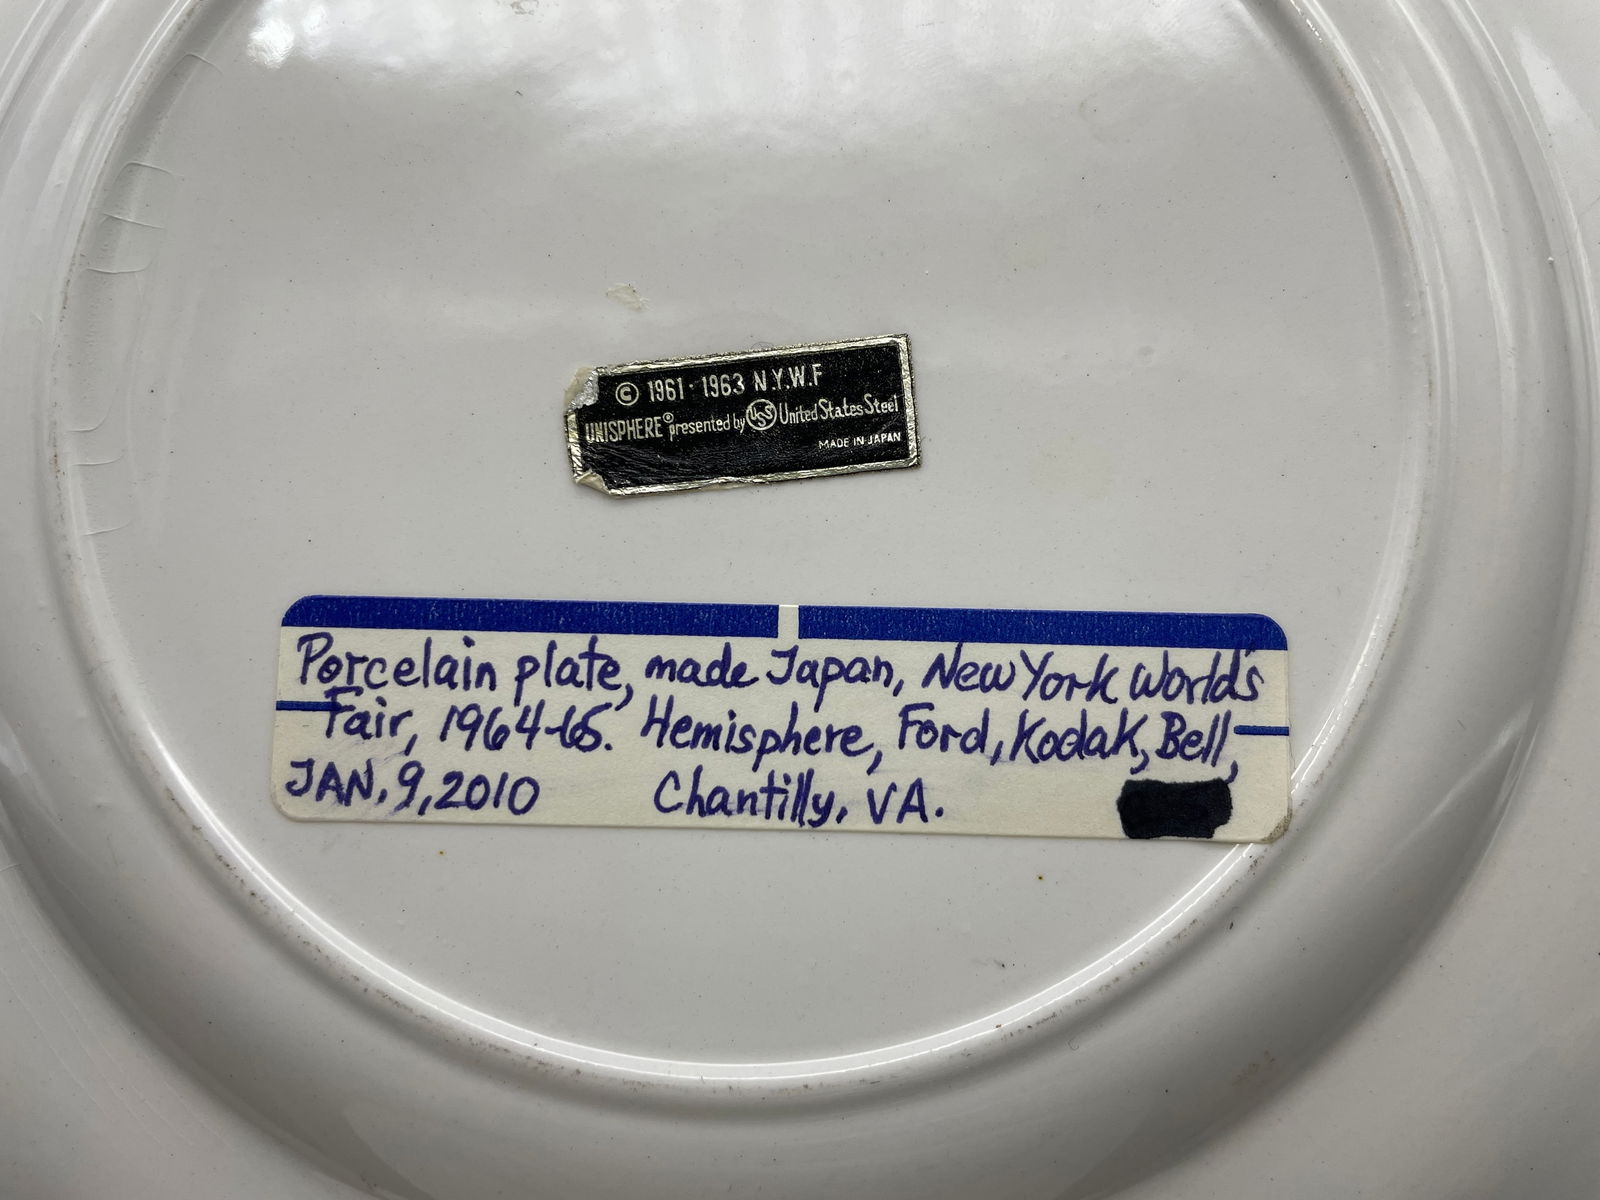 © 1961 · 1963 N.Y.W.F
UNISPHERE® presented by USS United States Steel
MADE IN JAPAN
Porcelain plate, made Japan, New York World's
Fair, 1964-65. Hemisphere, Ford, Kodak, Bell,
JAN. 9, 2010 Chantilly, VA.